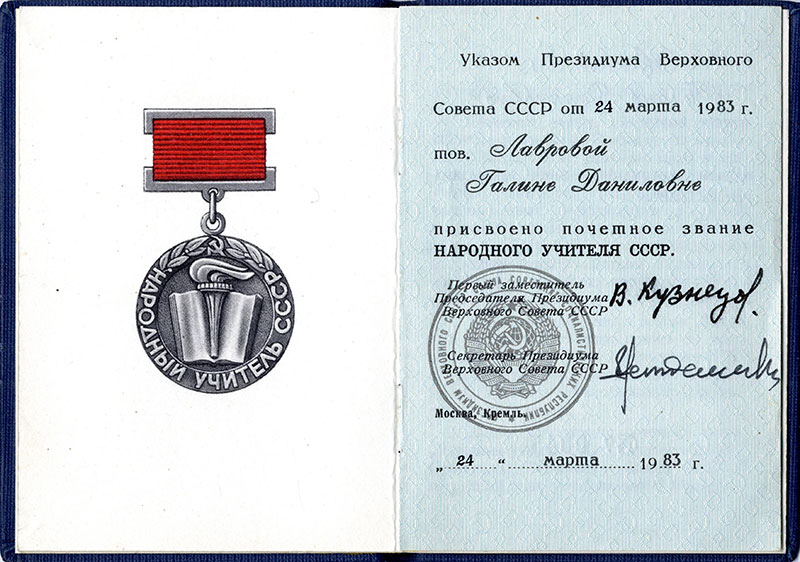 НАРОДНЫЙ УЧИТЕЛЬ СССР
Указом Президиума Верховного
Совета СССР от 24 марта 1983 г.
тов. Лавровой
Галине Даниловне
присвоено почетное звание
НАРОДНОГО УЧИТЕЛЯ СССР.
Первый заместитель
Председателя Президиума
Верховного Совета СССР
В. Кузнецов.
Секретарь Президиума
Верховного Совета СССР
Москва, Кремль.
„ 24 “ марта 1983 г.